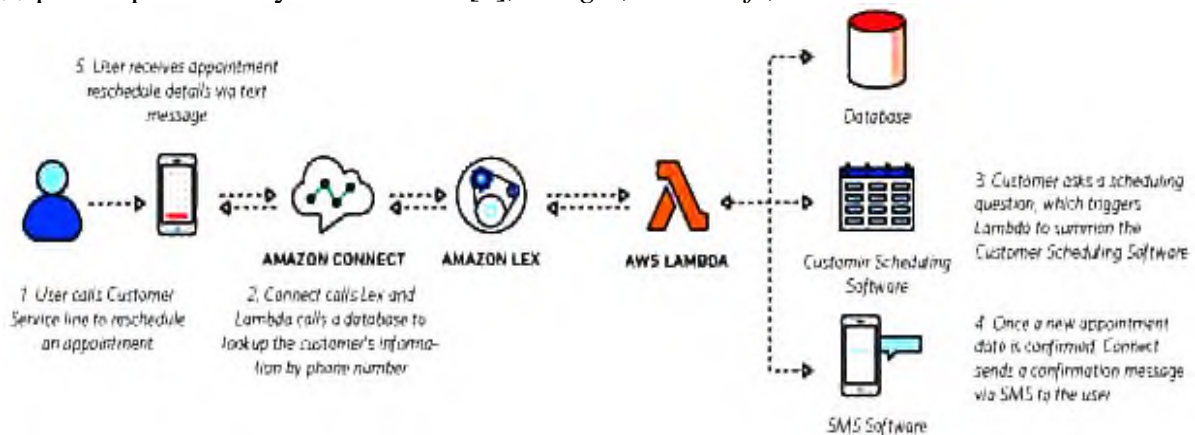 5. User receives appointment
reschedule details via text
message
Database
3. Customer asks a scheduling
question, which triggers
Lambda to summon the
Customer Scheduling Software
AMAZON CONNECT
AMAZON LEX
AWS LAMBDA
Customer Scheduling
Software
1. User calls Customer
Service line to reschedule
an appointment
2. Connect calls Lex and
Lambda calls a database to
lookup the customer's informa-
tion by phone number
4. Once a new appointment
date is confirmed, Connect
sends a confirmation message
via SMS to the user
SMS Software